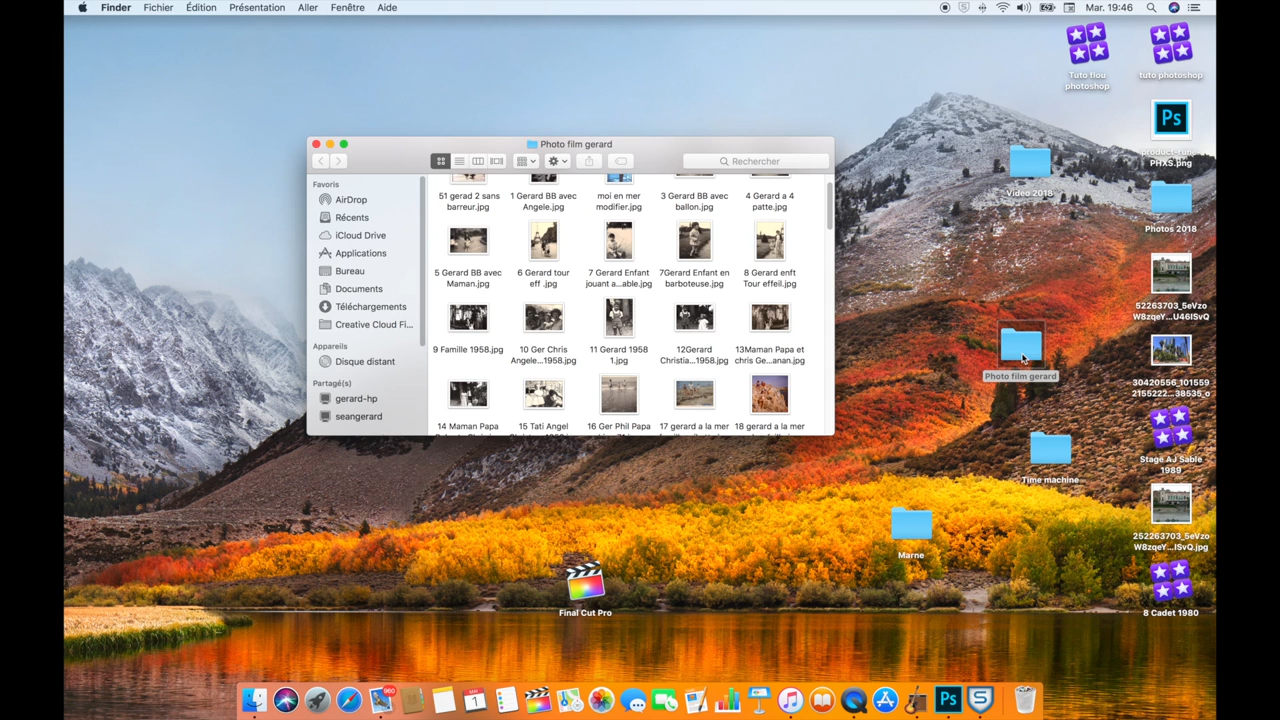 Finder Fichier Édition Présentation Aller Fenêtre Aide
Mar. 19:46
Photo film gerard
Rechercher
Favoris
AirDrop
Récents
iCloud Drive
Applications
Bureau
Documents
Téléchargements
Creative Cloud Fi...
Appareils
Disque distant
Partagé(s)
gerard-hp
seangerard
51 gerad 2 sans
barreur.jpg
1 Gerard BB avec
Angele.jpg
moi en mer
modifier.jpg
3 Gerard BB avec
ballon.jpg
4 Gerard a 4
patte.jpg
5 Gerard BB avec
Maman.jpg
6 Gerard tour
eff .jpg
7 Gerard Enfant
jouant a...able.jpg
7Gerard Enfant en
barboteuse.jpg
8 Gerard enft
Tour effeil.jpg
9 Famille 1958.jpg
10 Ger Chris
Angele...1958.jpg
11 Gerard 1958
1.jpg
12Gerard
Christia...1958.jpg
13Maman Papa et
chris Ge...anan.jpg
14 Maman Papa
15 Tati Angel
16 Ger Phil Papa
17 gerard a la mer
18 gerard a la mer
Tuto flou
photoshop
tuto photoshop
Ps
PHXS.png
Video 2018
Photos 2018
52263703_5eVzo
W8zqeY...U46ISvQ
Photo film gerard
30420556_101559
2155222...38535_o
Stage AJ Sable
1989
Time machine
252263703_5eVzo
W8zqeY...ISvQ.jpg
Marne
8 Cadet 1980
Final Cut Pro
960
1
Ps
S